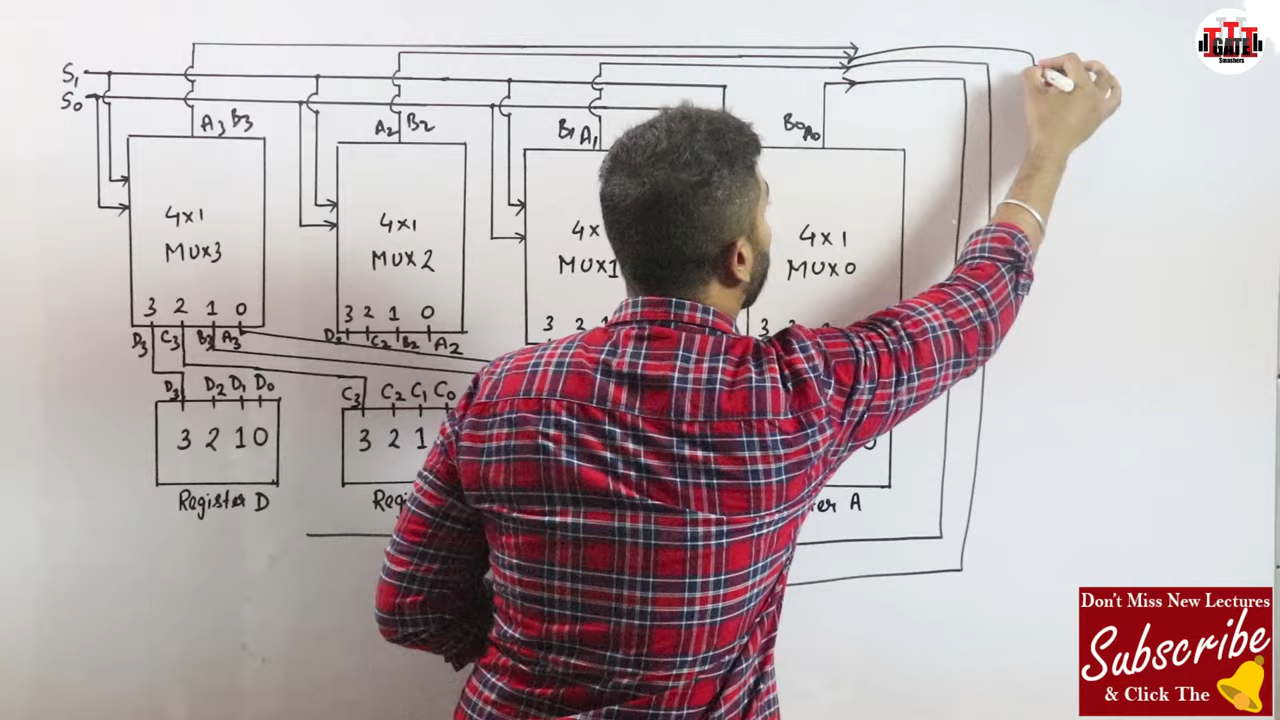 GATE
Smashers
S₁
S₀
A₃ B₃
A₂ B₂
B₁ A₁
B₀ A₀
4x1
MUX3
4x1
MUX2
4x
MUX1
4x1
MUX0
3 2 1 0
3 2 1 0
3 2 1
3
D₃ C₃ B₃ A₃
D₂ C₂ B₂ A₂
D₃ D₂ D₁ D₀
C₃ C₂ C₁ C₀
3 2 1 0
3 2 1
Register D
Regi
er A
Don't Miss New Lectures
Subscribe
& Click The